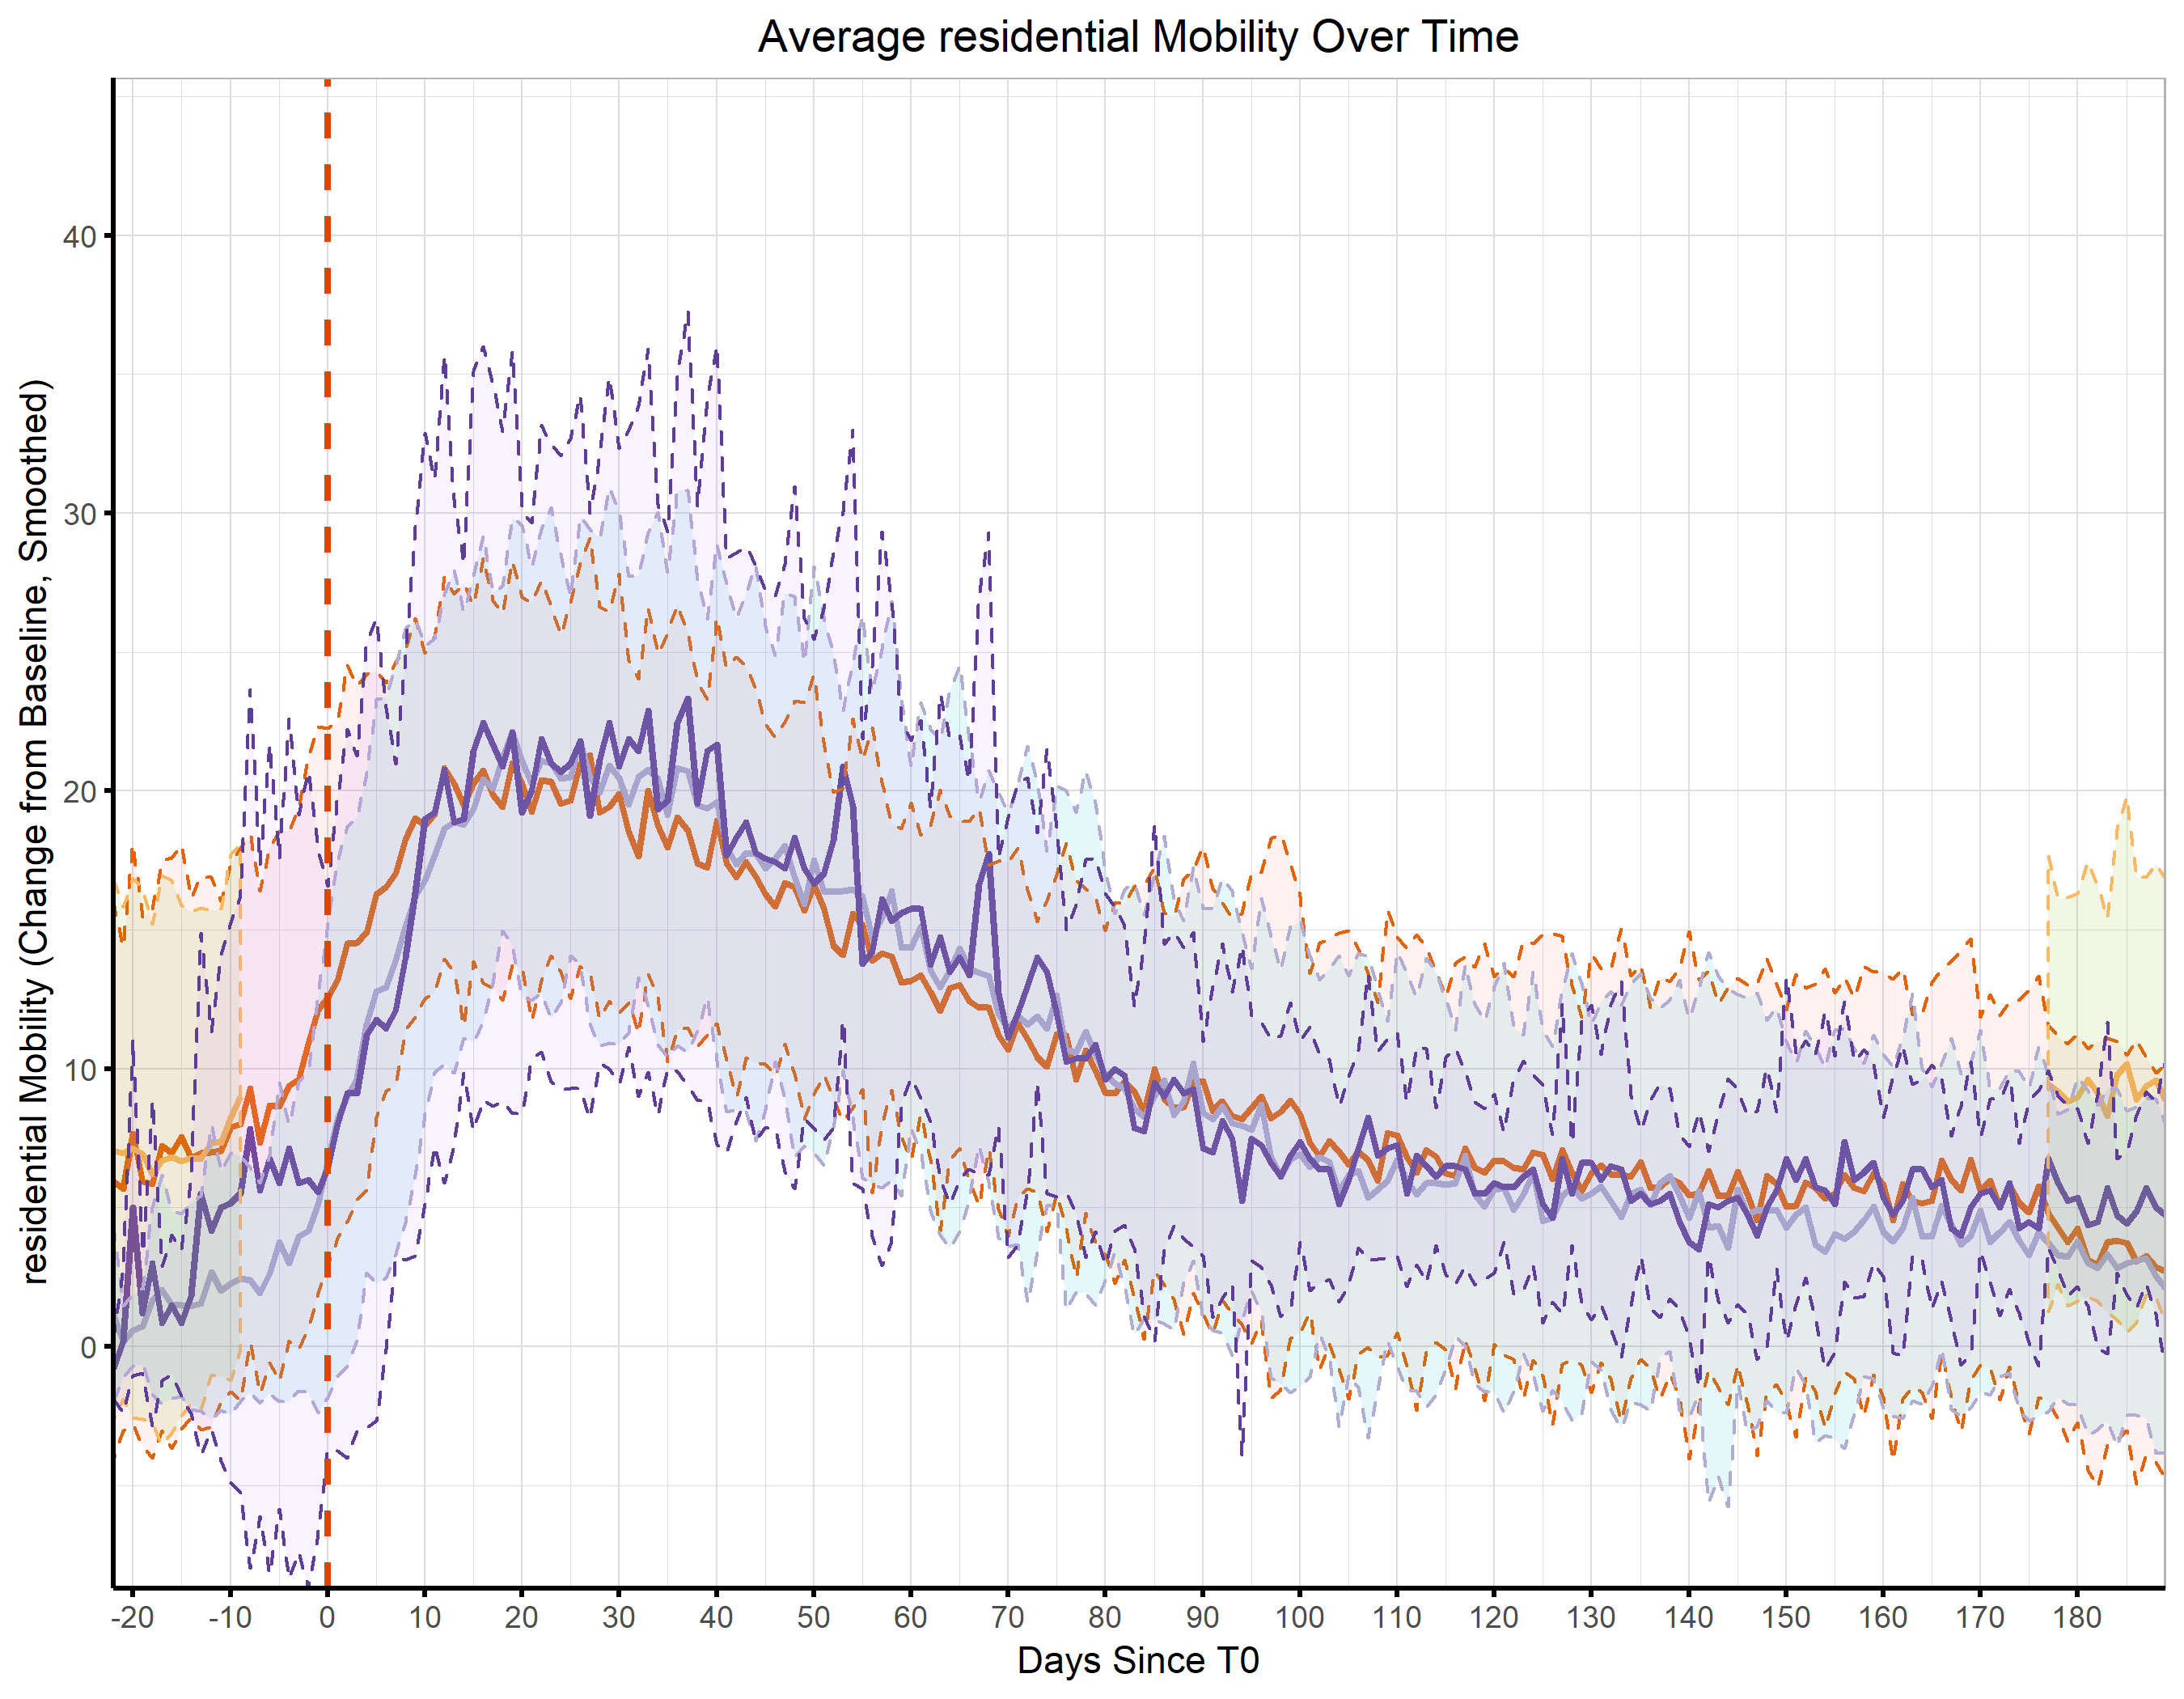 Average residential Mobility Over Time
residential Mobility (Change from Baseline, Smoothed)
40
30
20
10
0
-20 -10 0 10 20 30 40 50 60 70 80 90 100 110 120 130 140 150 160 170 180
Days Since T0